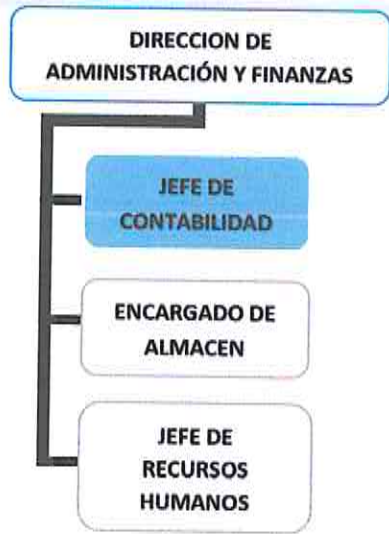 DIRECCION DE
ADMINISTRACIÓN Y FINANZAS
JEFE DE
CONTABILIDAD
ENCARGADO DE
ALMACEN
JEFE DE
RECURSOS
HUMANOS